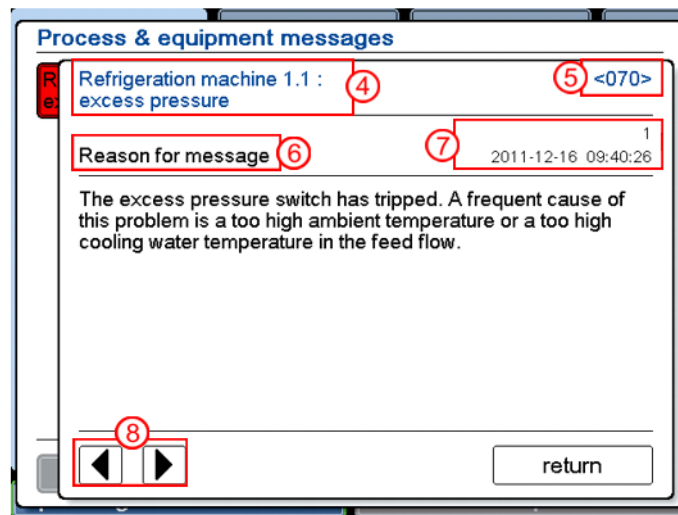 Process & equipment messages
R
e
Refrigeration machine 1.1 :
excess pressure
④
⑤
<070>
Reason for message
⑥
⑦
1
2011-12-16 09:40:26
The excess pressure switch has tripped. A frequent cause of
this problem is a too high ambient temperature or a too high
cooling water temperature in the feed flow.
⑧
return